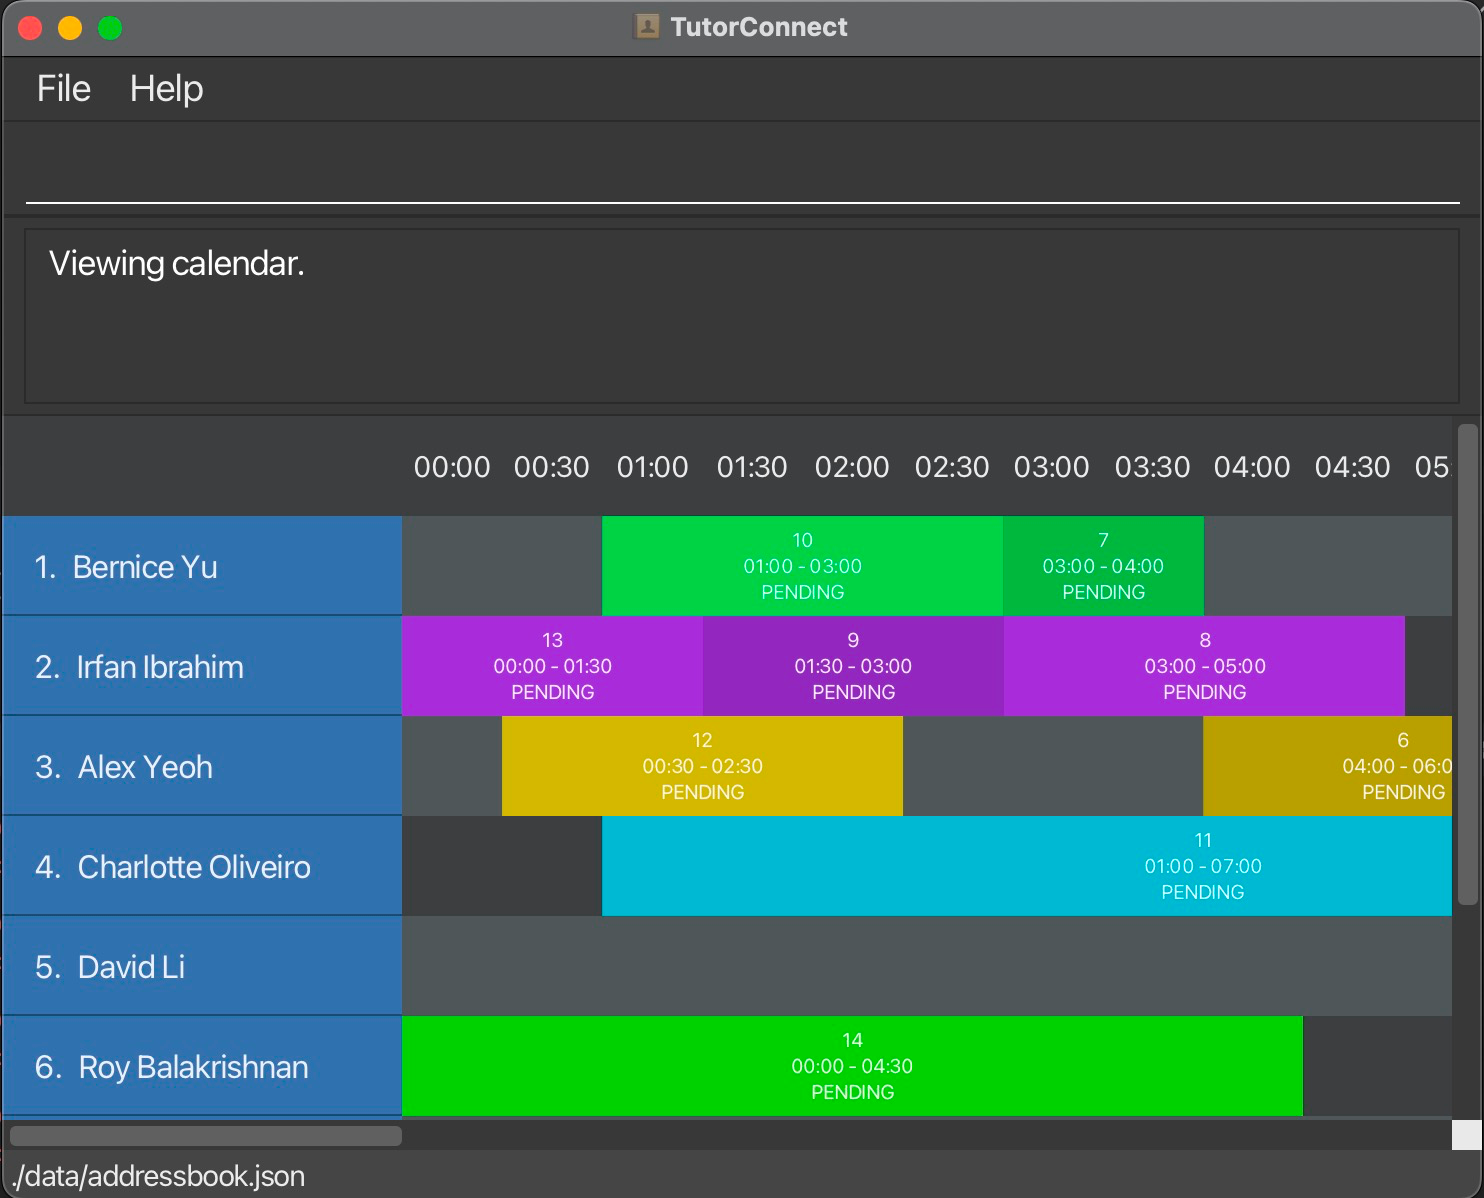 TutorConnect
File Help
Viewing calendar.
00:00 00:30 01:00 01:30 02:00 02:30 03:00 03:30 04:00 04:30 05:
1. Bernice Yu
10
01:00 - 03:00
PENDING
7
03:00 - 04:00
PENDING
2. Irfan Ibrahim
13
00:00 - 01:30
PENDING
9
01:30 - 03:00
PENDING
8
03:00 - 05:00
PENDING
3. Alex Yeoh
12
00:30 - 02:30
PENDING
6
04:00 - 06:0
PENDING
4. Charlotte Oliveiro
11
01:00 - 07:00
PENDING
5. David Li
6. Roy Balakrishnan
14
00:00 - 04:30
PENDING
./data/addressbook.json